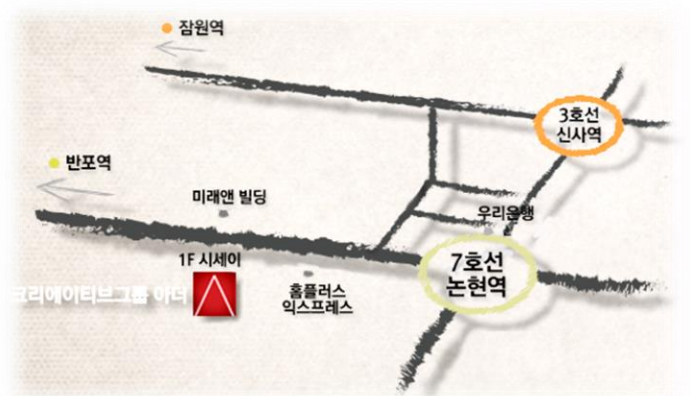 잠원역
3호선
신사역
반포역
미래앤 빌딩
우리은행
1F 시세이
7호선
논현역
크리에이티브그룹 아더
홈플러스
익스프레스